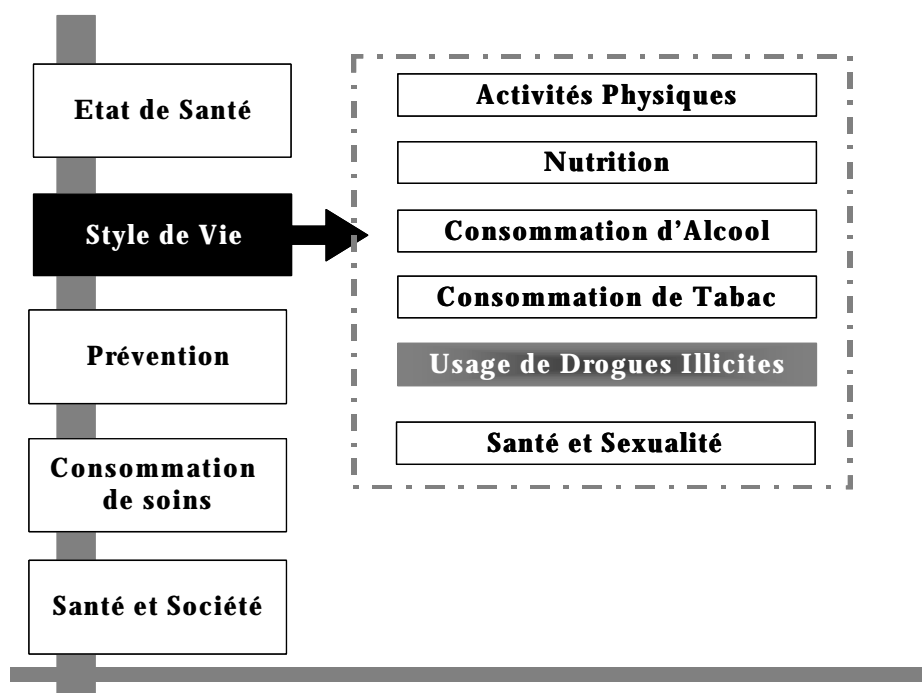 Etat de Santé
Style de Vie
Prévention
Consommation
de soins
Santé et Société
Activités Physiques
Nutrition
Consommation d’Alcool
Consommation de Tabac
Usage de Drogues Illicites
Santé et Sexualité